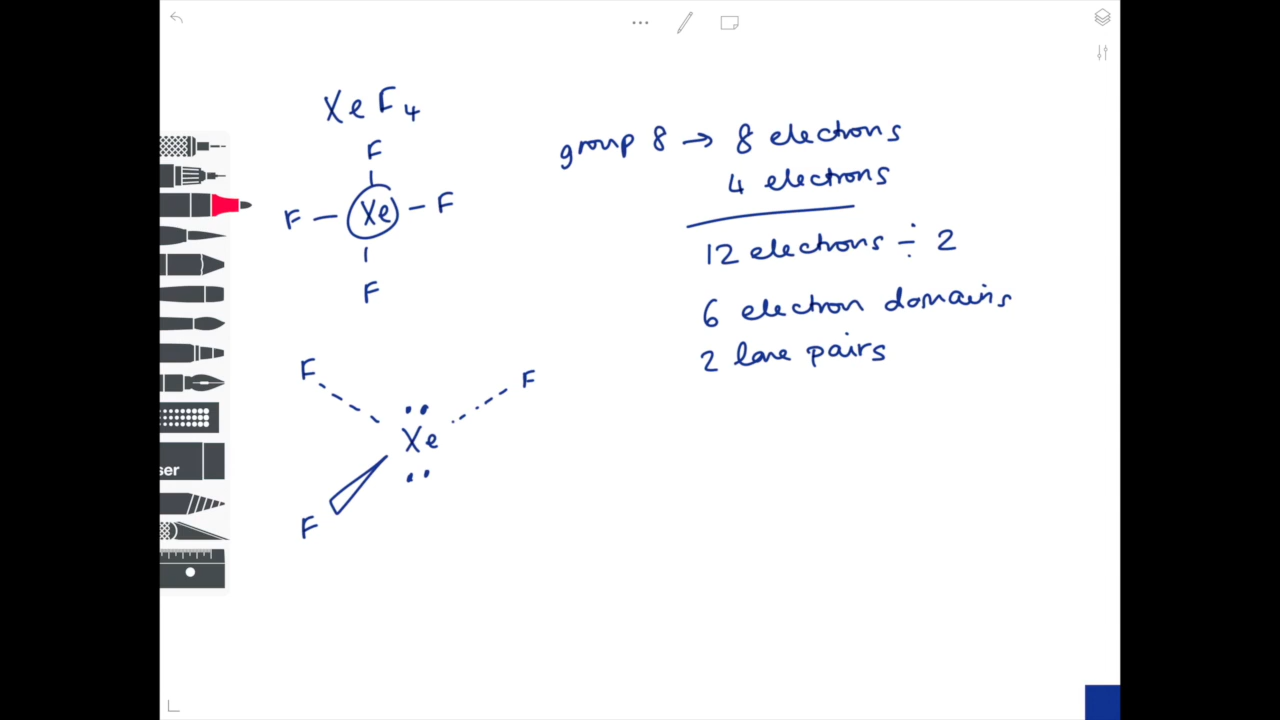 XeF4
F
F — Xe — F
F
group 8 → 8 electrons
4 electrons
12 electrons ÷ 2
6 electron domains
2 lone pairs
F F
Xe
F
ser